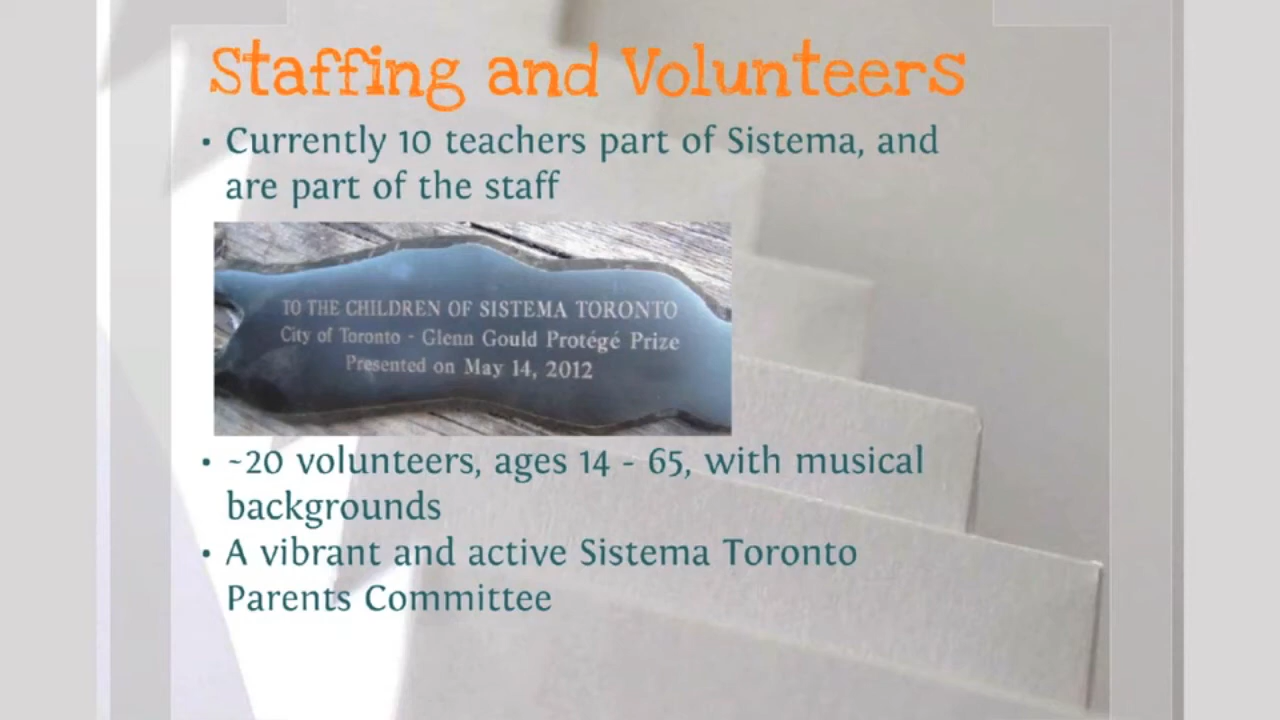 Staffing and Volunteers
• Currently 10 teachers part of Sistema, and
are part of the staff
TO THE CHILDREN OF SISTEMA TORONTO
City of Toronto - Glenn Gould Protégé Prize
Presented on May 14, 2012
• ~20 volunteers, ages 14 - 65, with musical
backgrounds
• A vibrant and active Sistema Toronto
Parents Committee